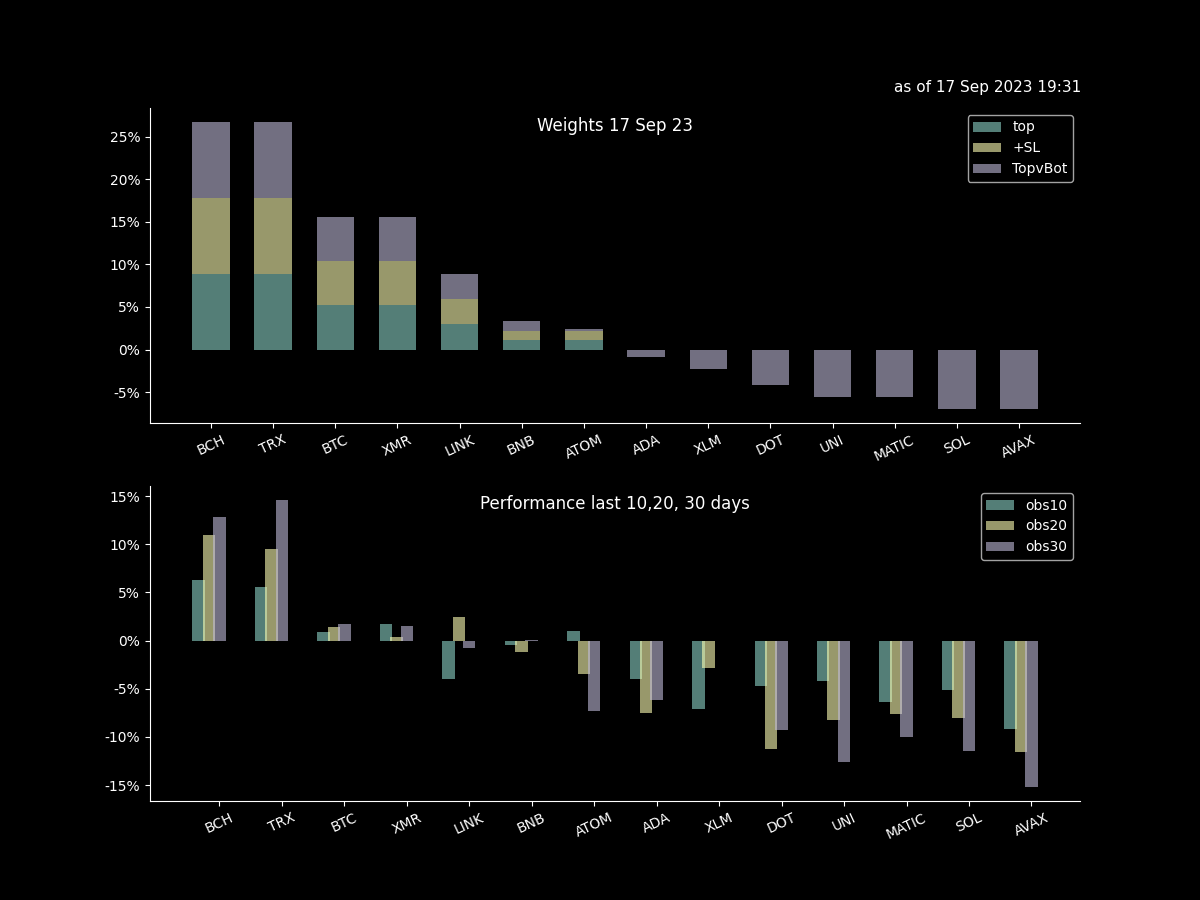 as of 17 Sep 2023 19:31
Weights 17 Sep 23
top
+SL
TopvBot
25%
20%
15%
10%
5%
0%
-5%
BCH TRX BTC XMR LINK BNB ATOM ADA XLM DOT UNI MATIC SOL AVAX
Performance last 10,20, 30 days
obs10
obs20
obs30
15%
10%
5%
0%
-5%
-10%
-15%
BCH TRX BTC XMR LINK BNB ATOM ADA XLM DOT UNI MATIC SOL AVAX